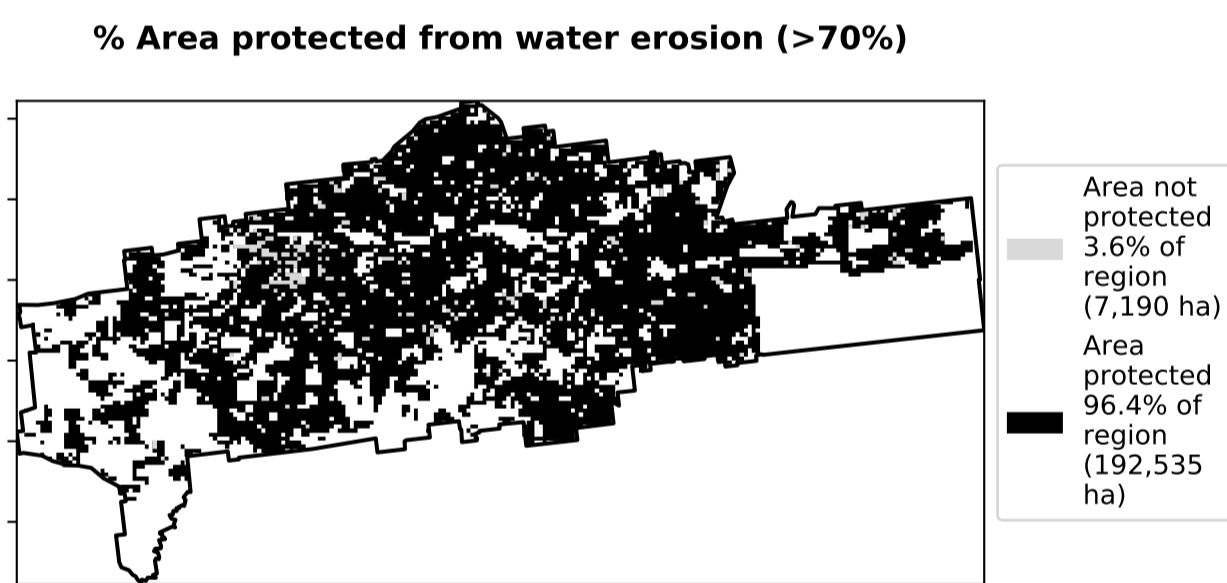 % Area protected from water erosion (>70%)
Area not
protected
3.6% of
region
(7,190 ha)
Area
protected
96.4% of
region
(192,535
ha)